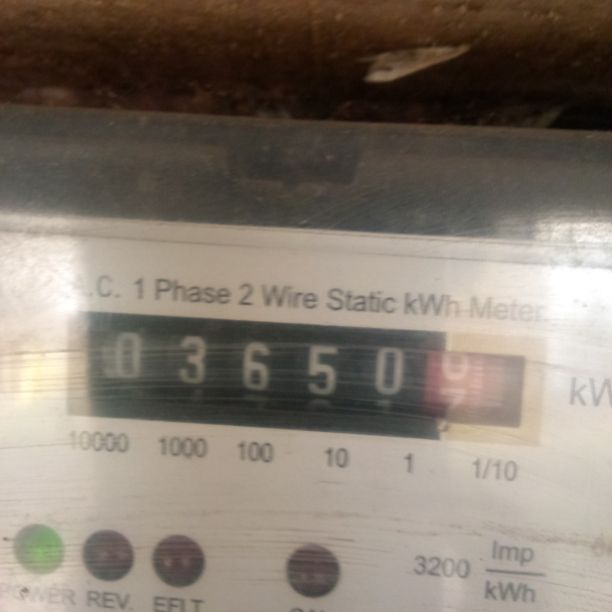 .C. 1 Phase 2 Wire Static kWh Meter
0 3 6 5 0
kW
10000 1000 100 10 1 1/10
3200 Imp
kWh
POWER REV. EFLT